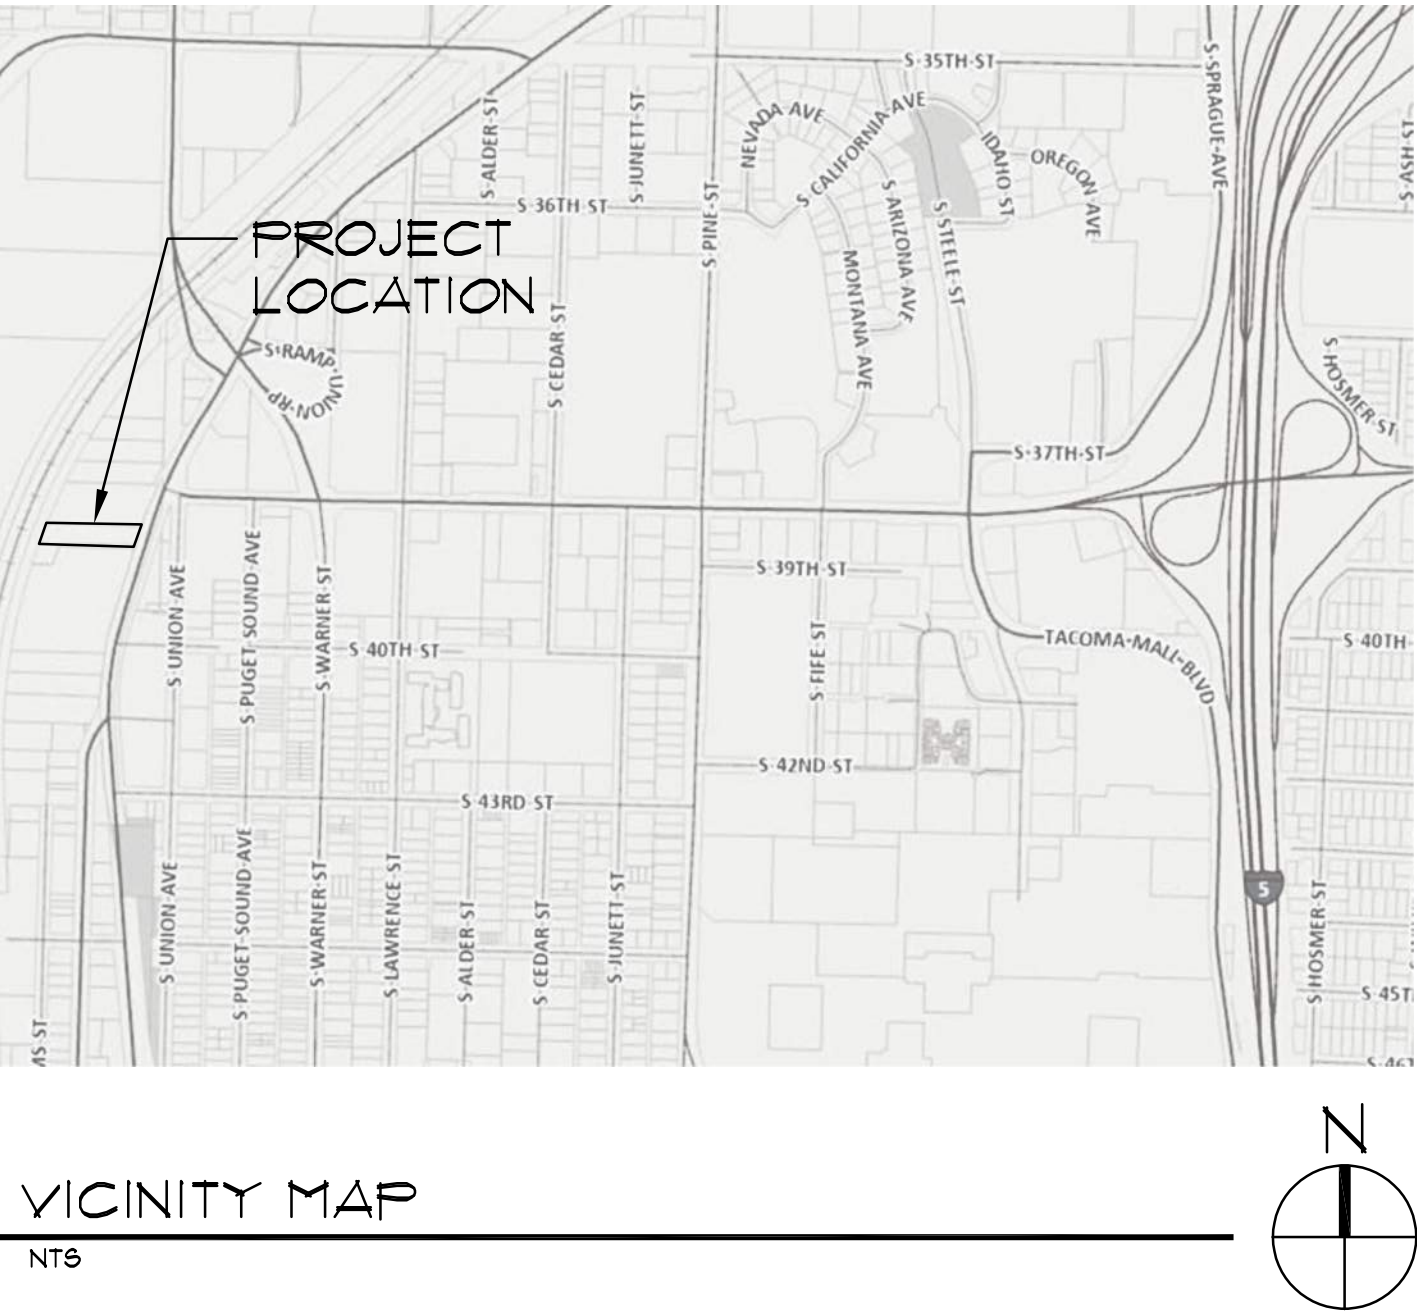 S 35TH ST
S SPRAGUE AVE
S ASH ST
S ALDER ST
S JUNETT ST
NEVADA AVE
S CALIFORNIA AVE
IDAHO ST
OREGON AVE
S 36TH ST
S PINE ST
S ARIZONA AVE
S STEELE ST
MONTANA AVE
PROJECT
LOCATION
S RAMP
UNION RP
S CEDAR ST
S HOSMER ST
S 37TH ST
S UNION AVE
S PUGET SOUND AVE
S WARNER ST
S 39TH ST
S 40TH ST
S FIFE ST
TACOMA MALL BLVD
S 40TH
S 42ND ST
S 43RD ST
S UNION AVE
S PUGET SOUND AVE
S WARNER ST
S LAWRENCE ST
S ALDER ST
S CEDAR ST
S JUNETT ST
5
S HOSMER ST
S 45T
MS ST
S 46T
N
VICINITY MAP
NTS